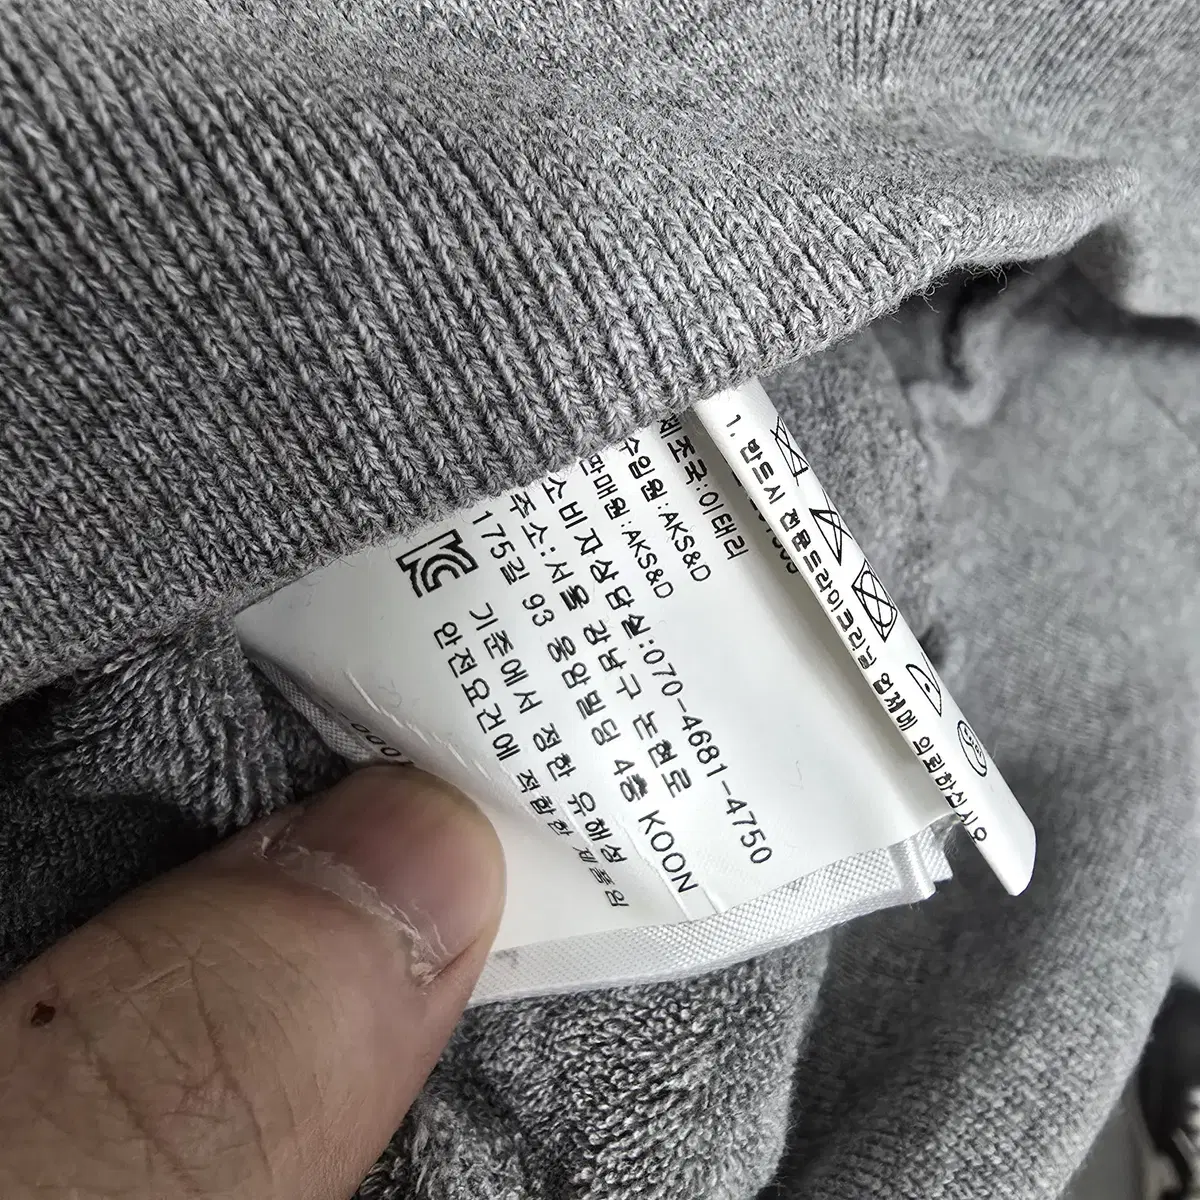 제조국:이태리
수입원:AKS&D
판매원:AKS&D
소비자상담실:070-4681-4750
주소:서울 강남구 논현로
175길 93 웅암빌딩 4층 KOON
기존에서 정한 유해성
안전요건에 적합한 제품임
1. 반드시 전문드라이크리닝 업체에 의뢰하십시오